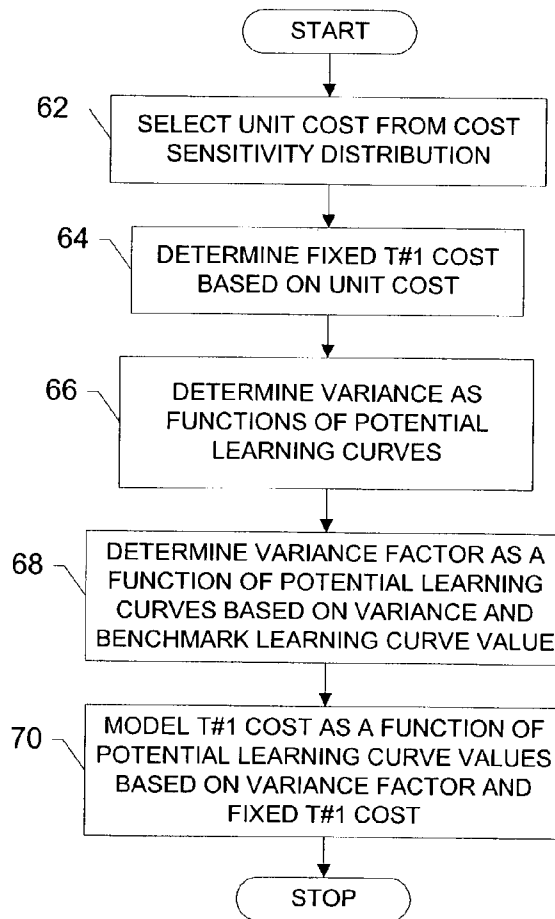 START
62
SELECT UNIT COST FROM COST
SENSITIVITY DISTRIBUTION
64
DETERMINE FIXED T#1 COST
BASED ON UNIT COST
66
DETERMINE VARIANCE AS
FUNCTIONS OF POTENTIAL
LEARNING CURVES
68
DETERMINE VARIANCE FACTOR AS A
FUNCTION OF POTENTIAL LEARNING
CURVES BASED ON VARIANCE AND
BENCHMARK LEARNING CURVE VALUE
70
MODEL T#1 COST AS A FUNCTION OF
POTENTIAL LEARNING CURVE VALUES
BASED ON VARIANCE FACTOR AND
FIXED T#1 COST
STOP